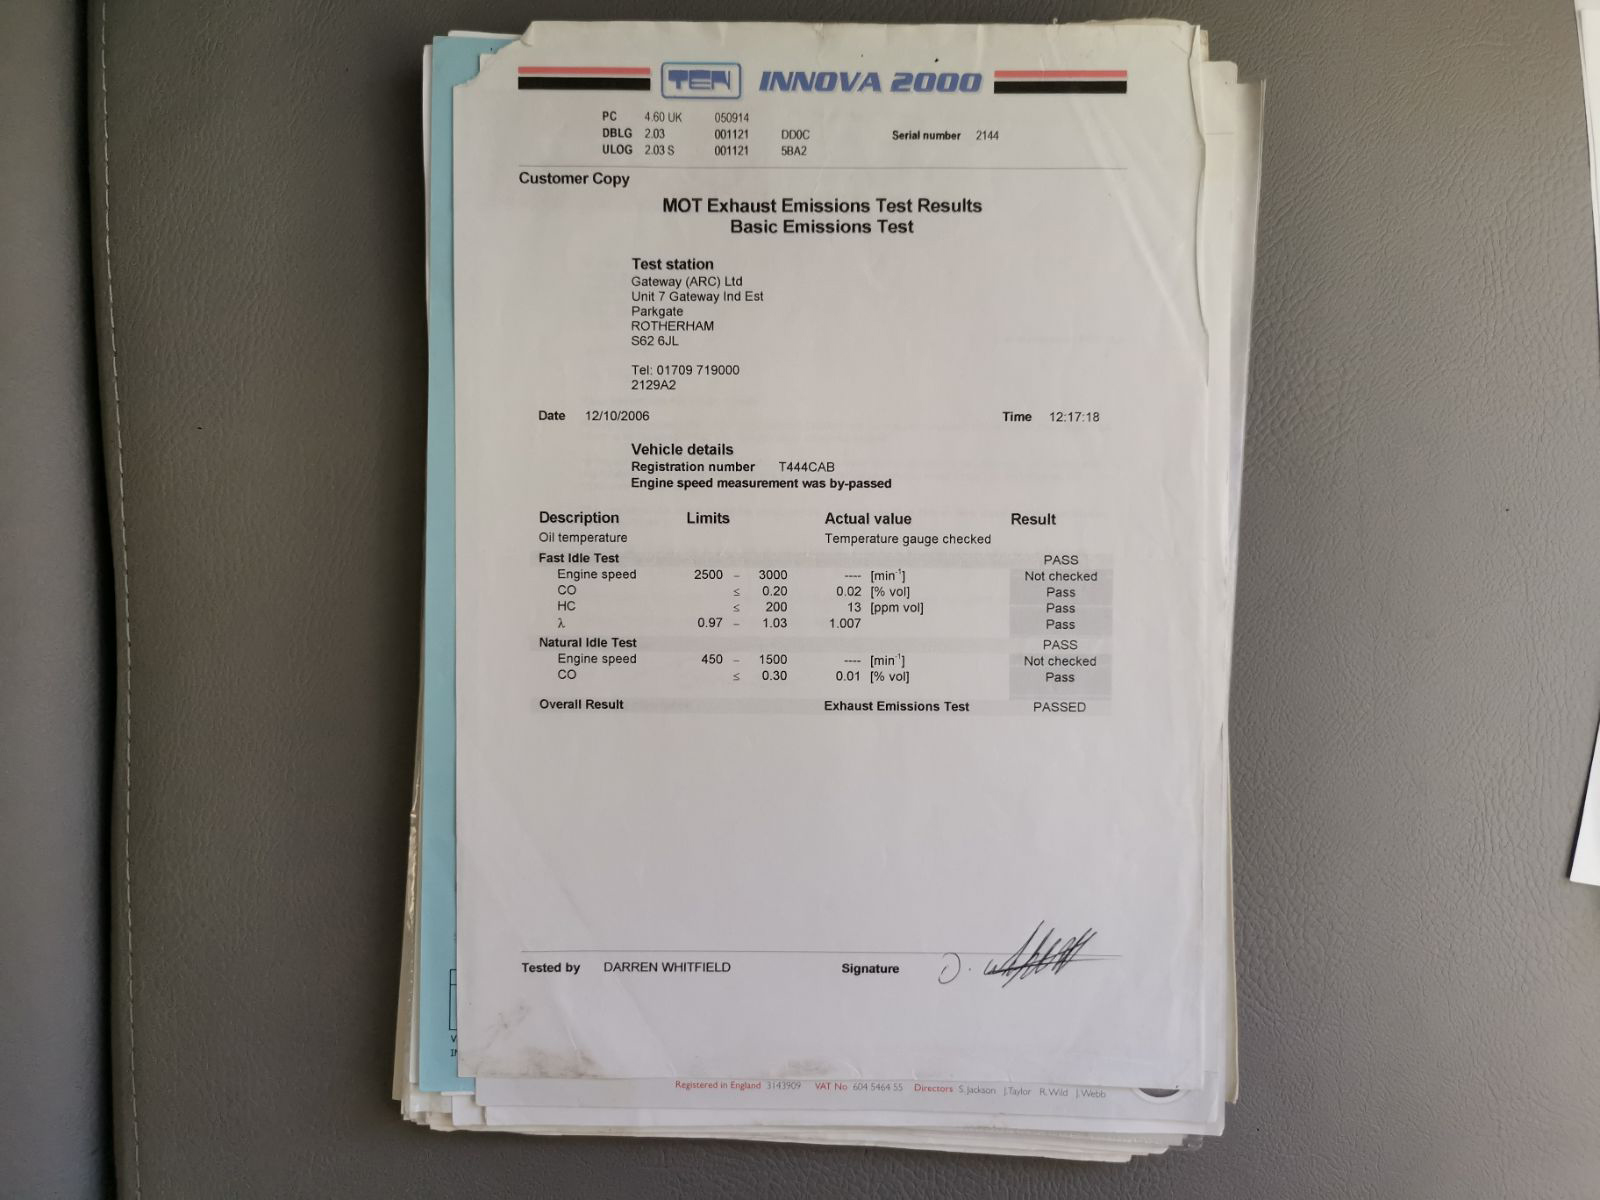 TEN INNOVA 2000
PC 4.60 UK 050914
DBLG 2.03 001121 DD0C Serial number 2144
ULOG 2.03 S 001121 5BA2
Customer Copy
MOT Exhaust Emissions Test Results
Basic Emissions Test
Test station
Gateway (ARC) Ltd
Unit 7 Gateway Ind Est
Parkgate
ROTHERHAM
S62 6JL
Tel: 01709 719000
2129A2
Date 12/10/2006 Time 12:17:18
Vehicle details
Registration number T444CAB
Engine speed measurement was by-passed
Description Limits Actual value Result
Oil temperature Temperature gauge checked
Fast Idle Test PASS
Engine speed 2500 – 3000 ---- [min⁻¹] Not checked
CO ≤ 0.20 0.02 [% vol] Pass
HC ≤ 200 13 [ppm vol] Pass
λ 0.97 – 1.03 1.007 Pass
Natural Idle Test PASS
Engine speed 450 – 1500 ---- [min⁻¹] Not checked
CO ≤ 0.30 0.01 [% vol] Pass
Overall Result Exhaust Emissions Test PASSED
Tested by DARREN WHITFIELD Signature
Registered in England 3143909 VAT No 604 5464 55 Directors S. Jackson J.Taylor R.Wild J.Webb